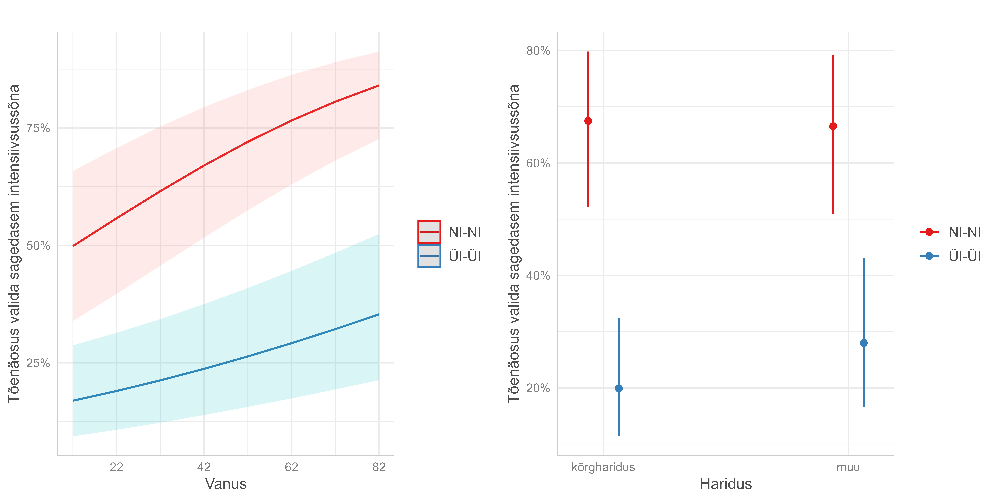 Tõenäosus valida sagedasem intensiivsussõna
75%
50%
25%
22
42
62
82
Vanus
NI-NI
ÜI-ÜI
Tõenäosus valida sagedasem intensiivsussõna
80%
60%
40%
20%
kõrgharidus
muu
Haridus
NI-NI
ÜI-ÜI